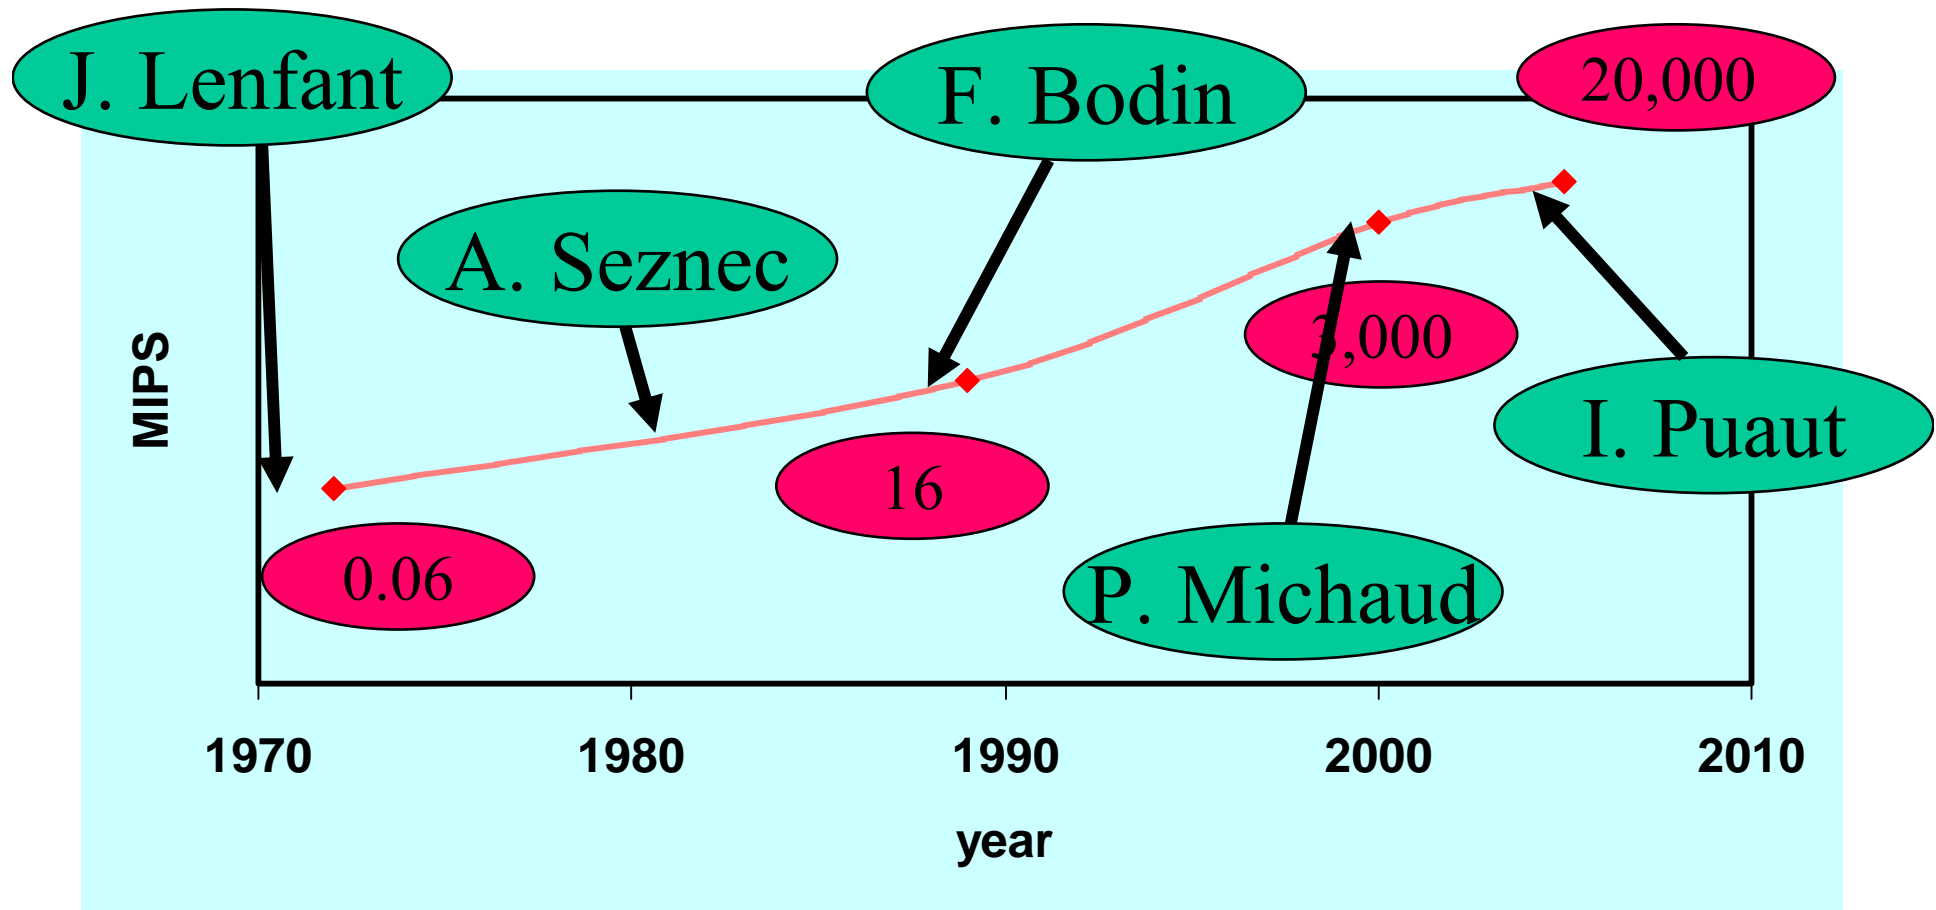 J. Lenfant
F. Bodin
20,000
A. Seznec
3,000
MIPS
I. Puaut
16
0.06
P. Michaud
1970 1980 1990 2000 2010
year